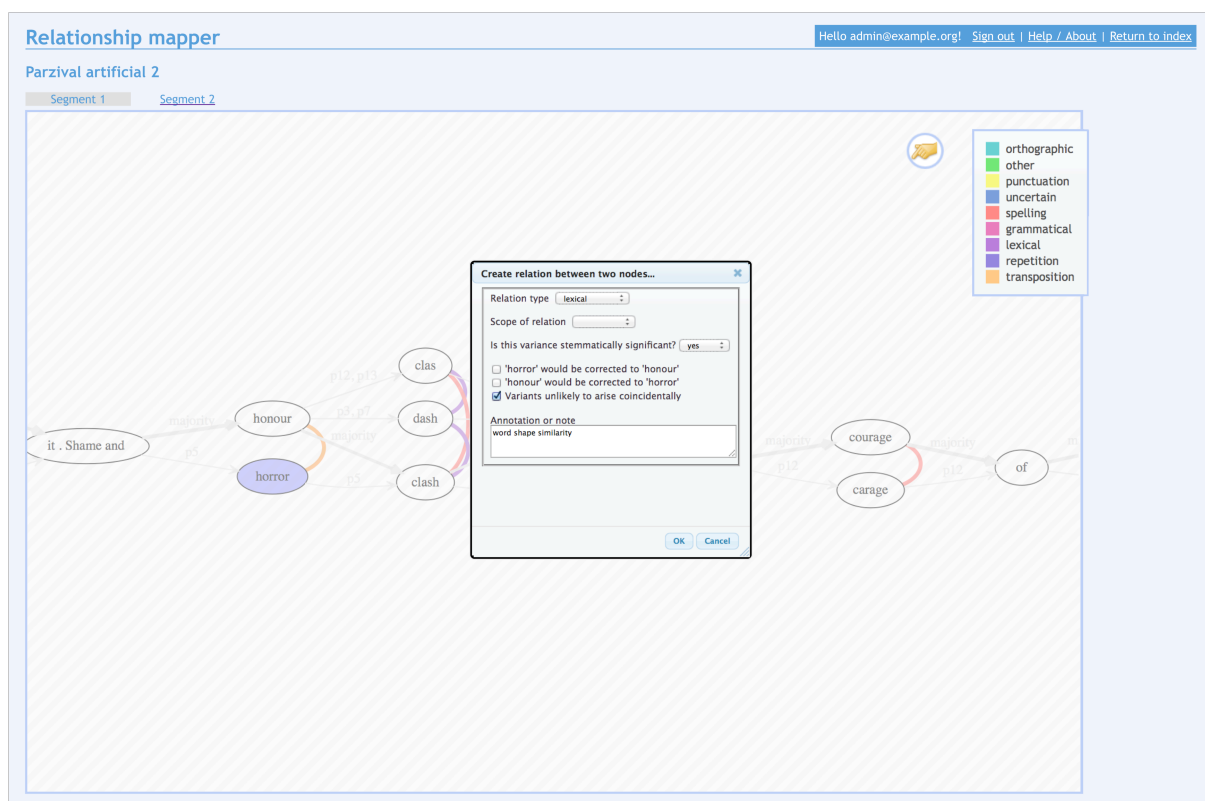 Relationship mapper
Hello admin@example.org! Sign out | Help / About | Return to index
Parzival artificial 2
Segment 1 Segment 2
orthographic
other
punctuation
uncertain
spelling
grammatical
lexical
repetition
transposition
Create relation between two nodes...
Relation type lexical
Scope of relation
Is this variance stemmatically significant? yes
'horror' would be corrected to 'honour'
'honour' would be corrected to 'horror'
Variants unlikely to arise coincidentally
Annotation or note
word shape similarity
OK Cancel
it . Shame and
majority
p5
honour
horror
p12, p13
p3, p7
majority
p5
clas
dash
clash
majority
p12
courage
carage
majority
p12
of
m